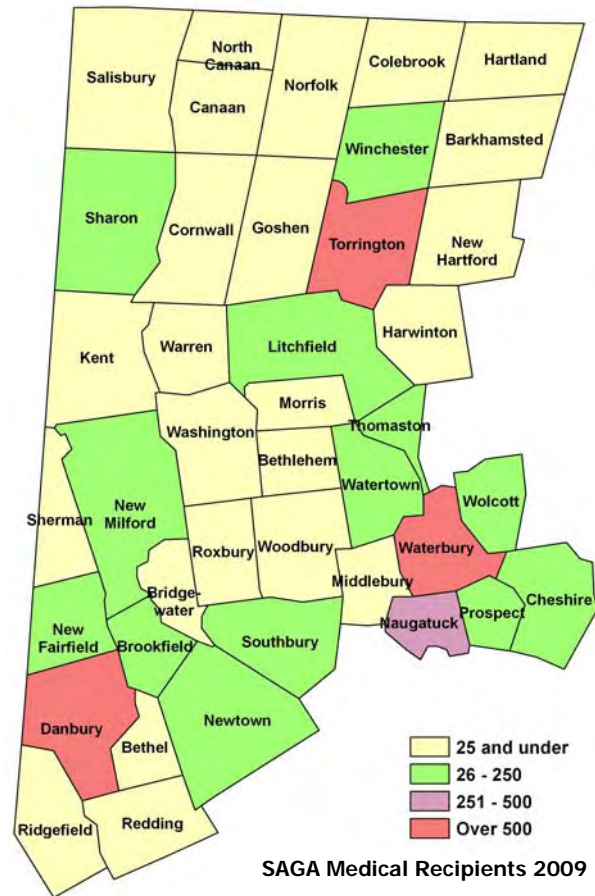 North
Canaan
Colebrook
Hartland
Salisbury
Norfolk
Canaan
Barkhamsted
Winchester
Sharon
Cornwall
Goshen
Torrington
New
Hartford
Harwinton
Kent
Warren
Litchfield
Morris
Washington
Thomaston
Bethlehem
Watertown
New
Milford
Wolcott
Sherman
Roxbury
Woodbury
Waterbury
Middlebury
Bridge-
water
Cheshire
Naugatuck
Prospect
New
Fairfield
Brookfield
Southbury
Newtown
Danbury
Bethel
Ridgefield
Redding
25 and under
26 - 250
251 - 500
Over 500
SAGA Medical Recipients 2009